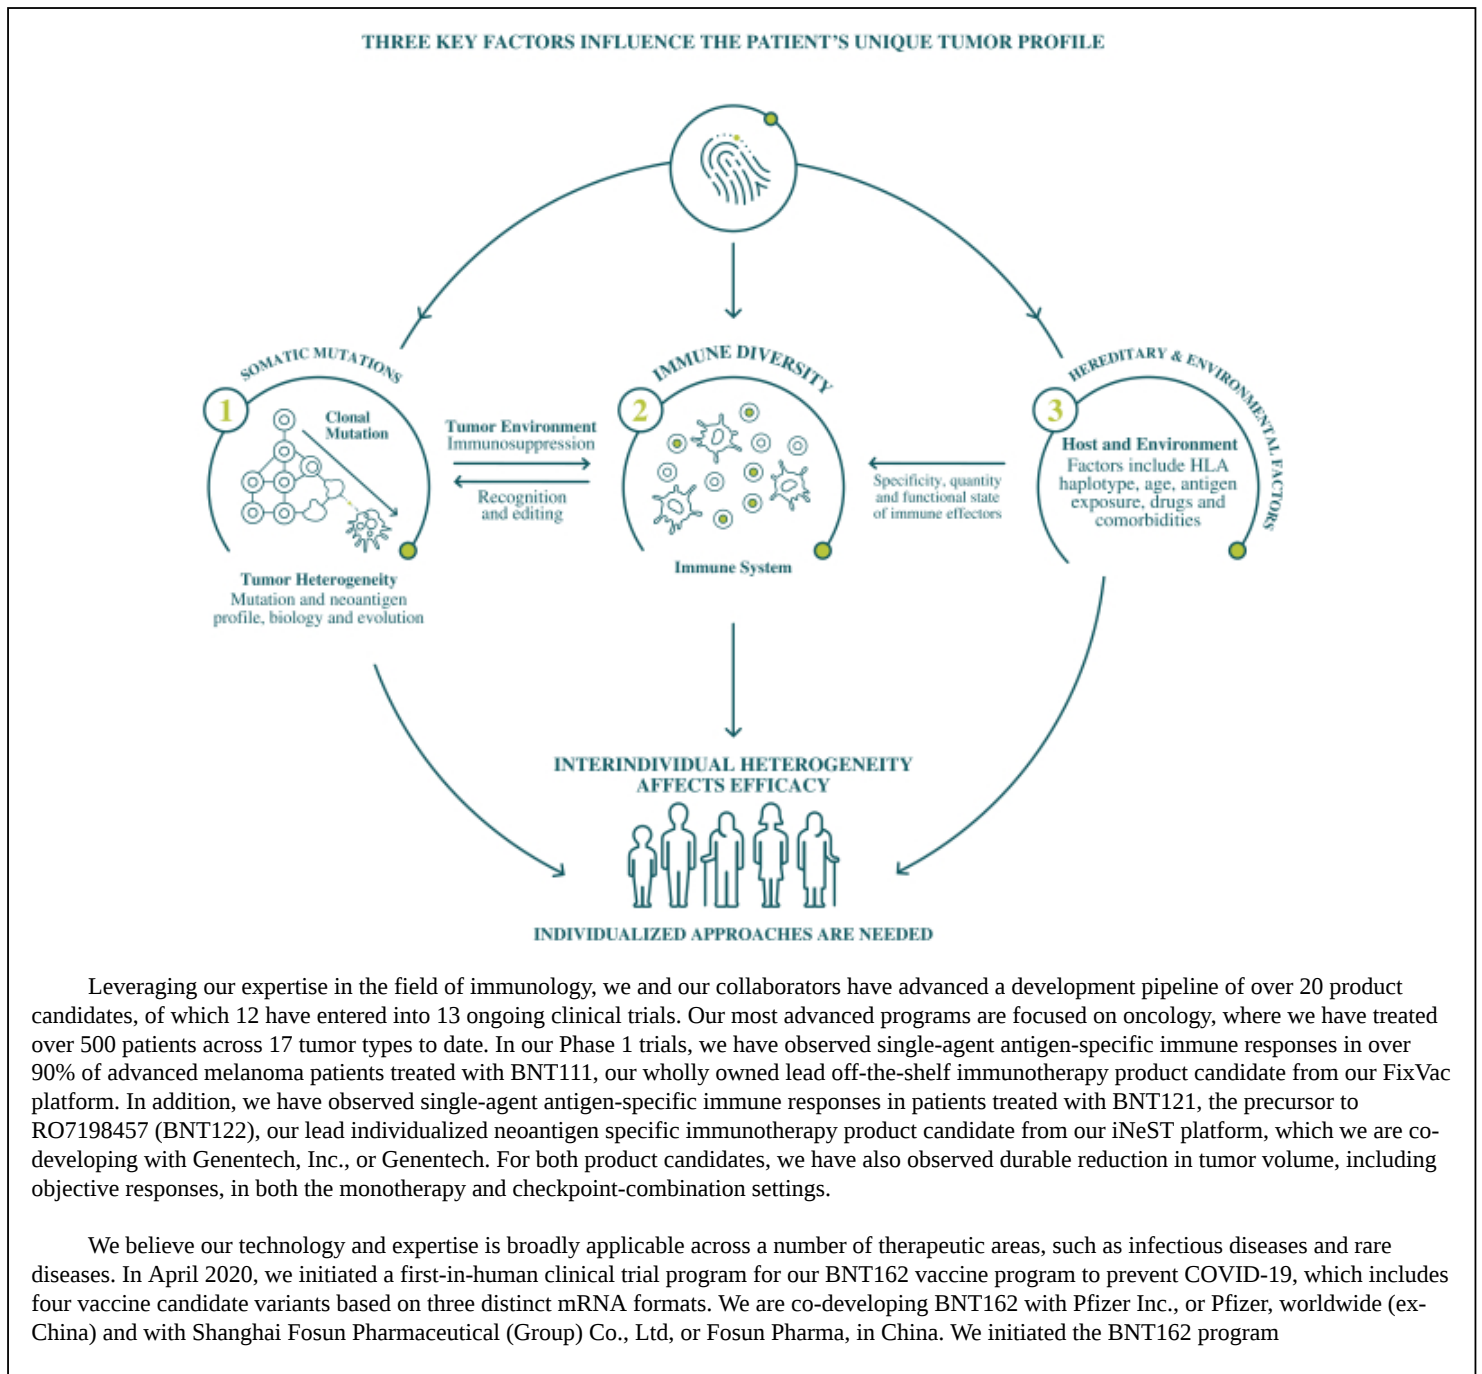 THREE KEY FACTORS INFLUENCE THE PATIENT'S UNIQUE TUMOR PROFILE
SOMATIC MUTATIONS
1
Clonal
Mutation
Tumor Heterogeneity
Mutation and neoantigen
profile, biology and evolution
Tumor Environment
Immunosuppression
Recognition
and editing
IMMUNE DIVERSITY
2
Immune System
Specificity, quantity
and functional state
of immune effectors
HEREDITARY & ENVIRONMENTAL FACTORS
3
Host and Environment
Factors include HLA
haplotype, age, antigen
exposure, drugs and
comorbidities
INTERINDIVIDUAL HETEROGENEITY
AFFECTS EFFICACY
INDIVIDUALIZED APPROACHES ARE NEEDED
Leveraging our expertise in the field of immunology, we and our collaborators have advanced a development pipeline of over 20 product
candidates, of which 12 have entered into 13 ongoing clinical trials. Our most advanced programs are focused on oncology, where we have treated
over 500 patients across 17 tumor types to date. In our Phase 1 trials, we have observed single-agent antigen-specific immune responses in over
90% of advanced melanoma patients treated with BNT111, our wholly owned lead off-the-shelf immunotherapy product candidate from our FixVac
platform. In addition, we have observed single-agent antigen-specific immune responses in patients treated with BNT121, the precursor to
RO7198457 (BNT122), our lead individualized neoantigen specific immunotherapy product candidate from our iNeST platform, which we are co-
developing with Genentech, Inc., or Genentech. For both product candidates, we have also observed durable reduction in tumor volume, including
objective responses, in both the monotherapy and checkpoint-combination settings.
We believe our technology and expertise is broadly applicable across a number of therapeutic areas, such as infectious diseases and rare
diseases. In April 2020, we initiated a first-in-human clinical trial program for our BNT162 vaccine program to prevent COVID-19, which includes
four vaccine candidate variants based on three distinct mRNA formats. We are co-developing BNT162 with Pfizer Inc., or Pfizer, worldwide (ex-
China) and with Shanghai Fosun Pharmaceutical (Group) Co., Ltd, or Fosun Pharma, in China. We initiated the BNT162 program